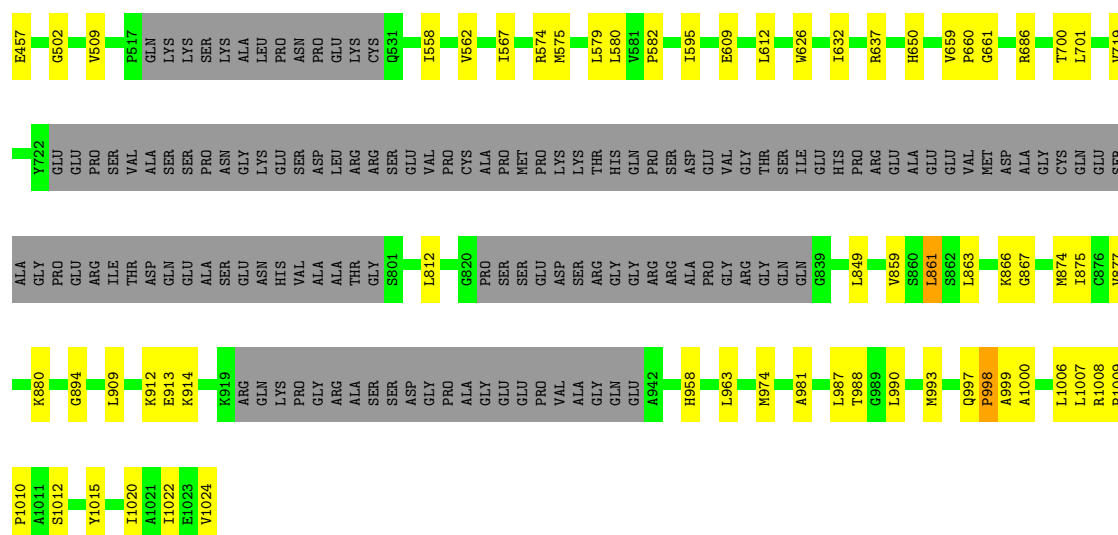 E457 G502 V509 P517 GLN LYS LYS SER LYS ALA LEU PRO ASN PRO GLU LYS CYS Q531 I558 V562 I567 R574 M575 L579 L580 V581 P582 I595 E609 L612 W626 I632 R637 H650 V659 P660 G661 R686 T700 L701 V719
Y722 GLU GLU PRO SER VAL ALA SER SER PRO ASN GLY LYS GLU SER ASP LEU ARG ARG SER GLU VAL PRO CYS ALA PRO MET PRO LYS LYS THR HIS GLN PRO SER ASP GLU VAL GLY THR SER ILE GLU HIS PRO ARG GLU ALA GLU GLU VAL MET ASP ALA GLY CYS GLN GLU SER
ALA GLY PRO GLU ARG ILE THR ASP GLN GLU ALA SER GLU ASN HIS VAL ALA ALA THR GLY S801 L812 G820 PRO SER SER GLU ASP SER ARG GLY GLY ARG ARG ALA PRO GLY ARG GLY GLN GLN G839 L849 V859 S860 L861 S862 L863 K866 G867 M874 I875 C876 V877
K880 G894 L909 K912 E913 K914 K919 ARG GLN LYS PRO GLY ARG ALA SER SER ASP GLY PRO ALA GLY GLU GLU PRO VAL ALA GLY GLN GLU A942 H958 L963 M974 A981 L987 T988 G989 L990 M993 Q997 P998 A999 A1000 L1006 L1007 R1008 P1009
P1010 A1011 S1012 Y1015 I1020 A1021 I1022 E1023 V1024